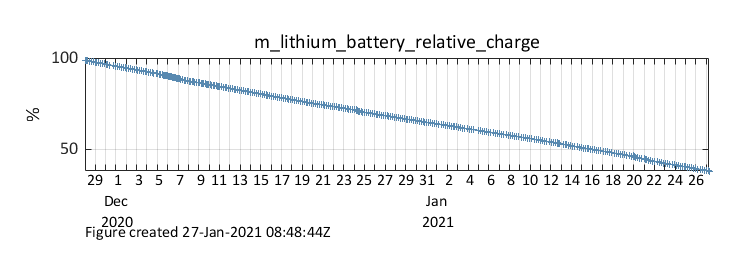 m_lithium_battery_relative_charge
100
%
50
29 1 3 5 7 9 11 13 15 17 19 21 23 25 27 29 31 2 4 6 8 10 12 14 16 18 20 22 24 26
Dec Jan
2020 2021
Figure created 27-Jan-2021 08:48:44Z